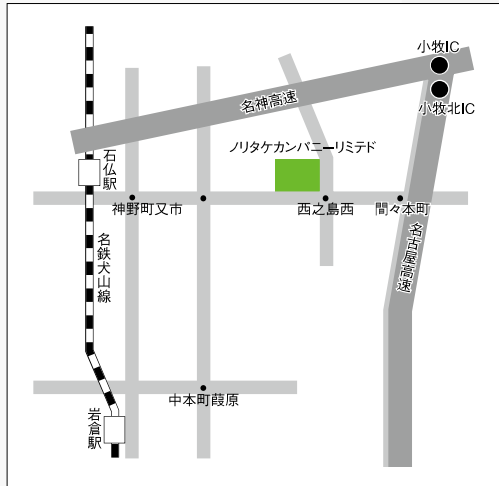 小牧IC
名神高速
小牧北IC
ノリタケカンパニーリミテド
石仏駅
神野町又市
西之島西
間々本町
名鉄犬山線
名古屋高速
中本町葭原
岩倉駅